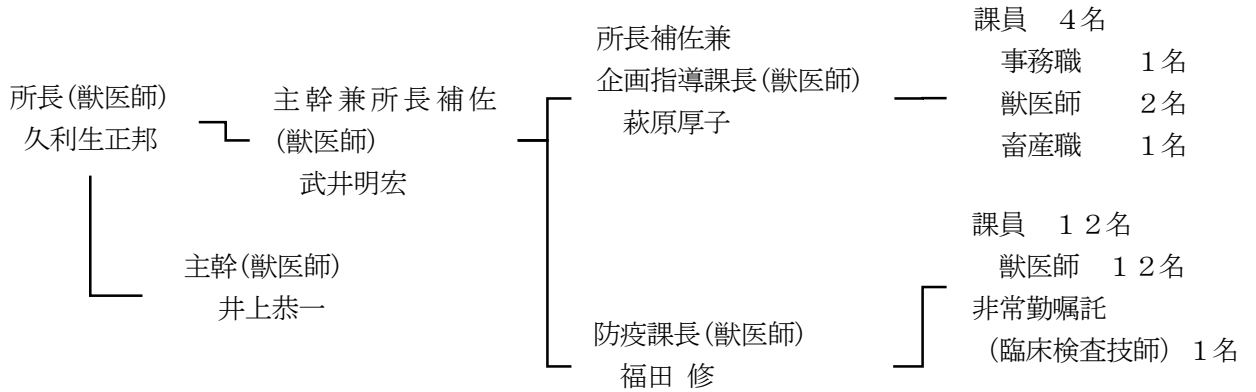 所長(獣医師)
久利生正邦
主幹兼所長補佐
(獣医師)
武井明宏
主幹(獣医師)
井上恭一
所長補佐兼
企画指導課長(獣医師)
萩原厚子
課員　４名
事務職　１名
獣医師　２名
畜産職　１名
防疫課長(獣医師)
福田 修
課員　１２名
獣医師　１２名
非常勤嘱託
（臨床検査技師）１名